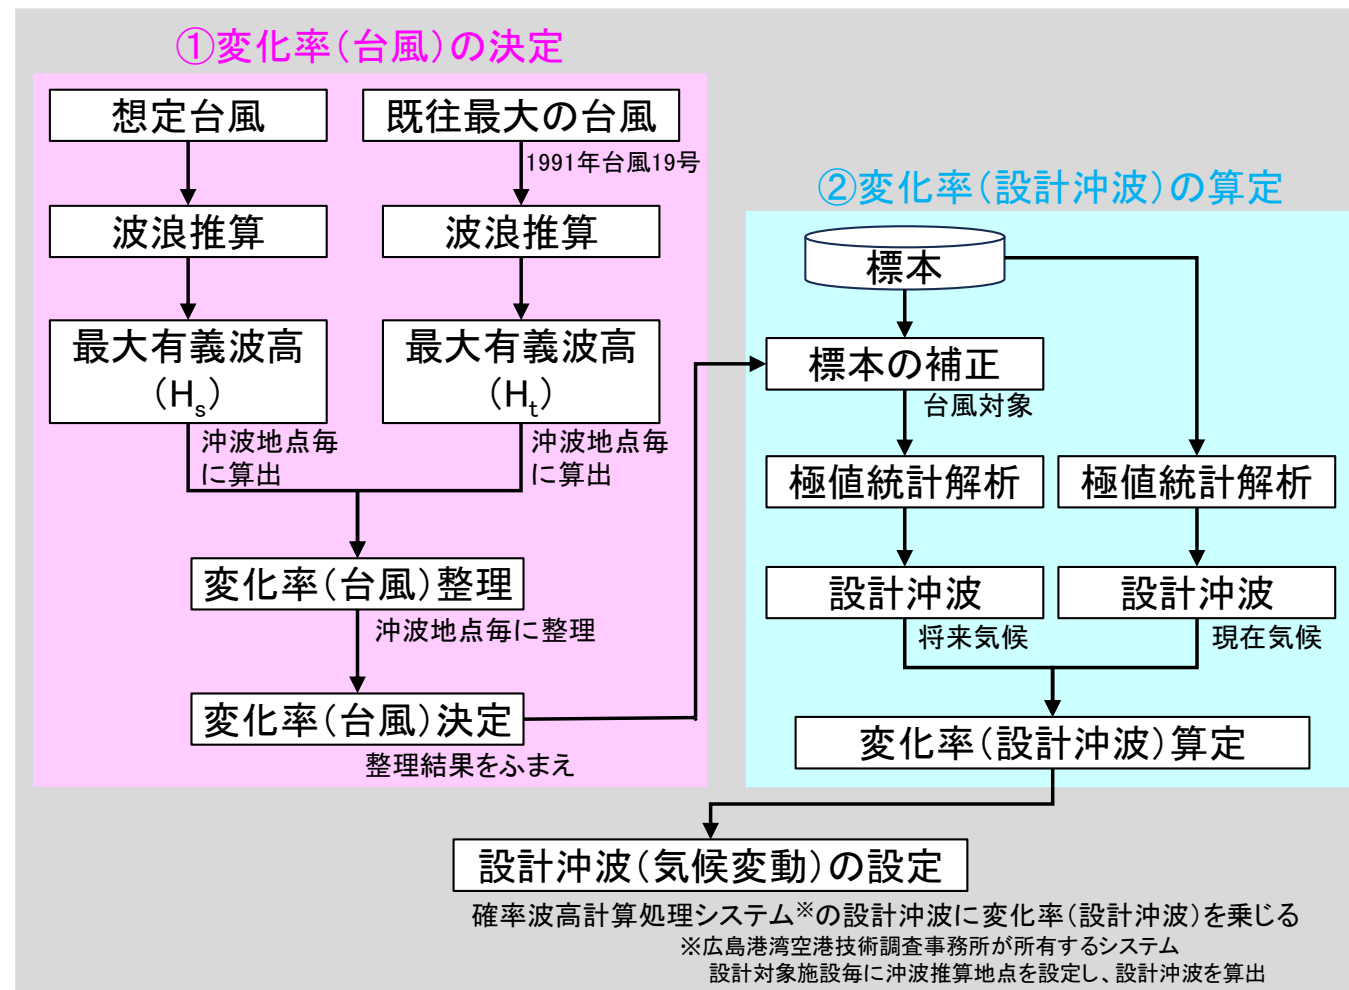 ①変化率（台風）の決定
想定台風
既往最大の台風
1991年台風19号
波浪推算
波浪推算
最大有義波高
（Hs）
最大有義波高
（Ht）
沖波地点毎
に算出
沖波地点毎
に算出
変化率（台風）整理
沖波地点毎に整理
変化率（台風）決定
整理結果をふまえ
②変化率（設計沖波）の算定
標本
標本の補正
台風対象
極値統計解析
極値統計解析
設計沖波
設計沖波
将来気候
現在気候
変化率（設計沖波）算定
設計沖波（気候変動）の設定
確率波高計算処理システム※の設計沖波に変化率（設計沖波）を乗じる
※広島港湾空港技術調査事務所が所有するシステム
設計対象施設毎に沖波推算地点を設定し、設計沖波を算出